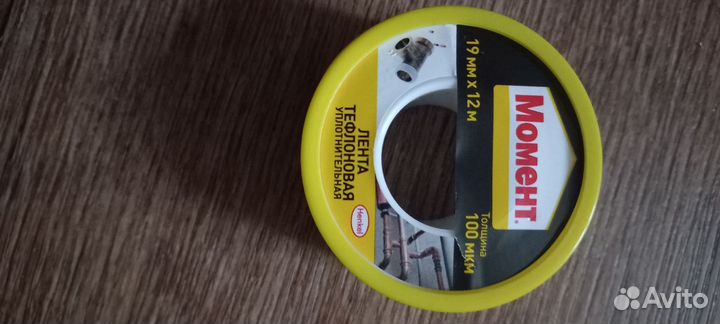 Момент
19 мм x 12 м
Толщина
100 мкм
ЛЕНТА
ТЕФЛОНОВАЯ
УПЛОТНИТЕЛЬНАЯ
Henkel
Avito